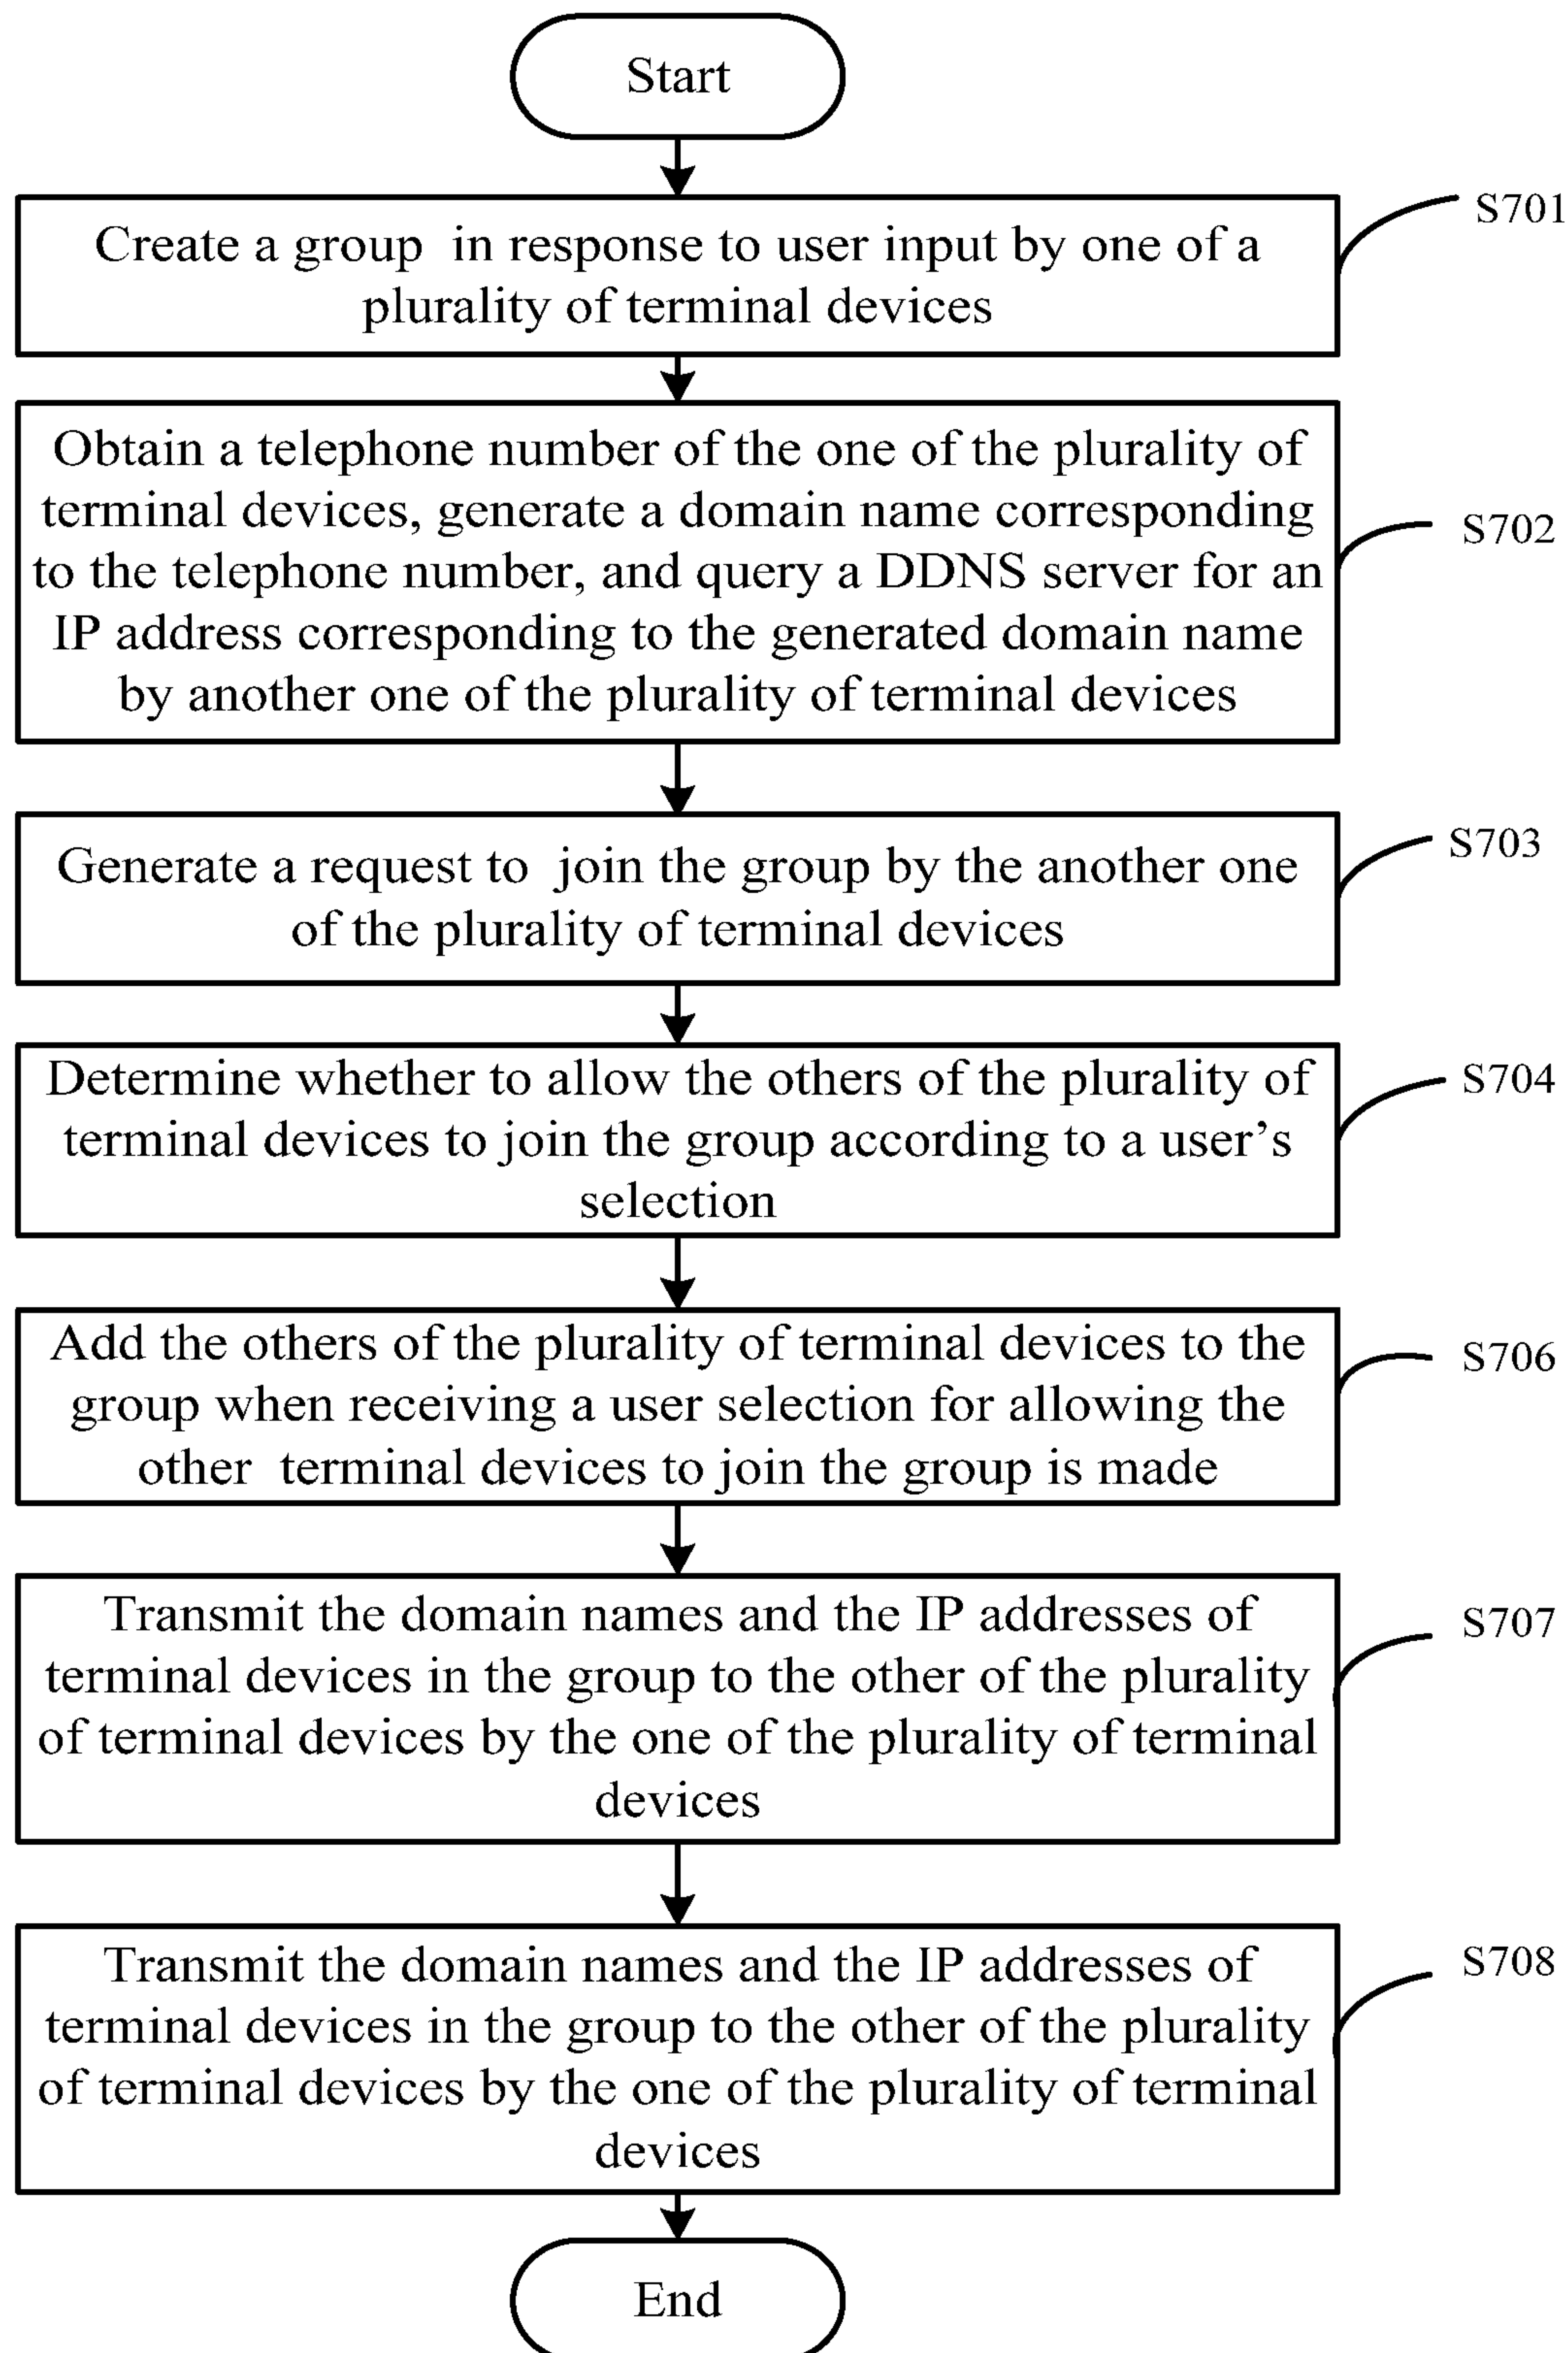 Start
Create a group in response to user input by one of a
plurality of terminal devices
S701
Obtain a telephone number of the one of the plurality of
terminal devices, generate a domain name corresponding
to the telephone number, and query a DDNS server for an
IP address corresponding to the generated domain name
by another one of the plurality of terminal devices
S702
Generate a request to join the group by the another one
of the plurality of terminal devices
S703
Determine whether to allow the others of the plurality of
terminal devices to join the group according to a user’s
selection
S704
Add the others of the plurality of terminal devices to the
group when receiving a user selection for allowing the
other terminal devices to join the group is made
S706
Transmit the domain names and the IP addresses of
terminal devices in the group to the other of the plurality
of terminal devices by the one of the plurality of terminal
devices
S707
Transmit the domain names and the IP addresses of
terminal devices in the group to the other of the plurality
of terminal devices by the one of the plurality of terminal
devices
S708
End